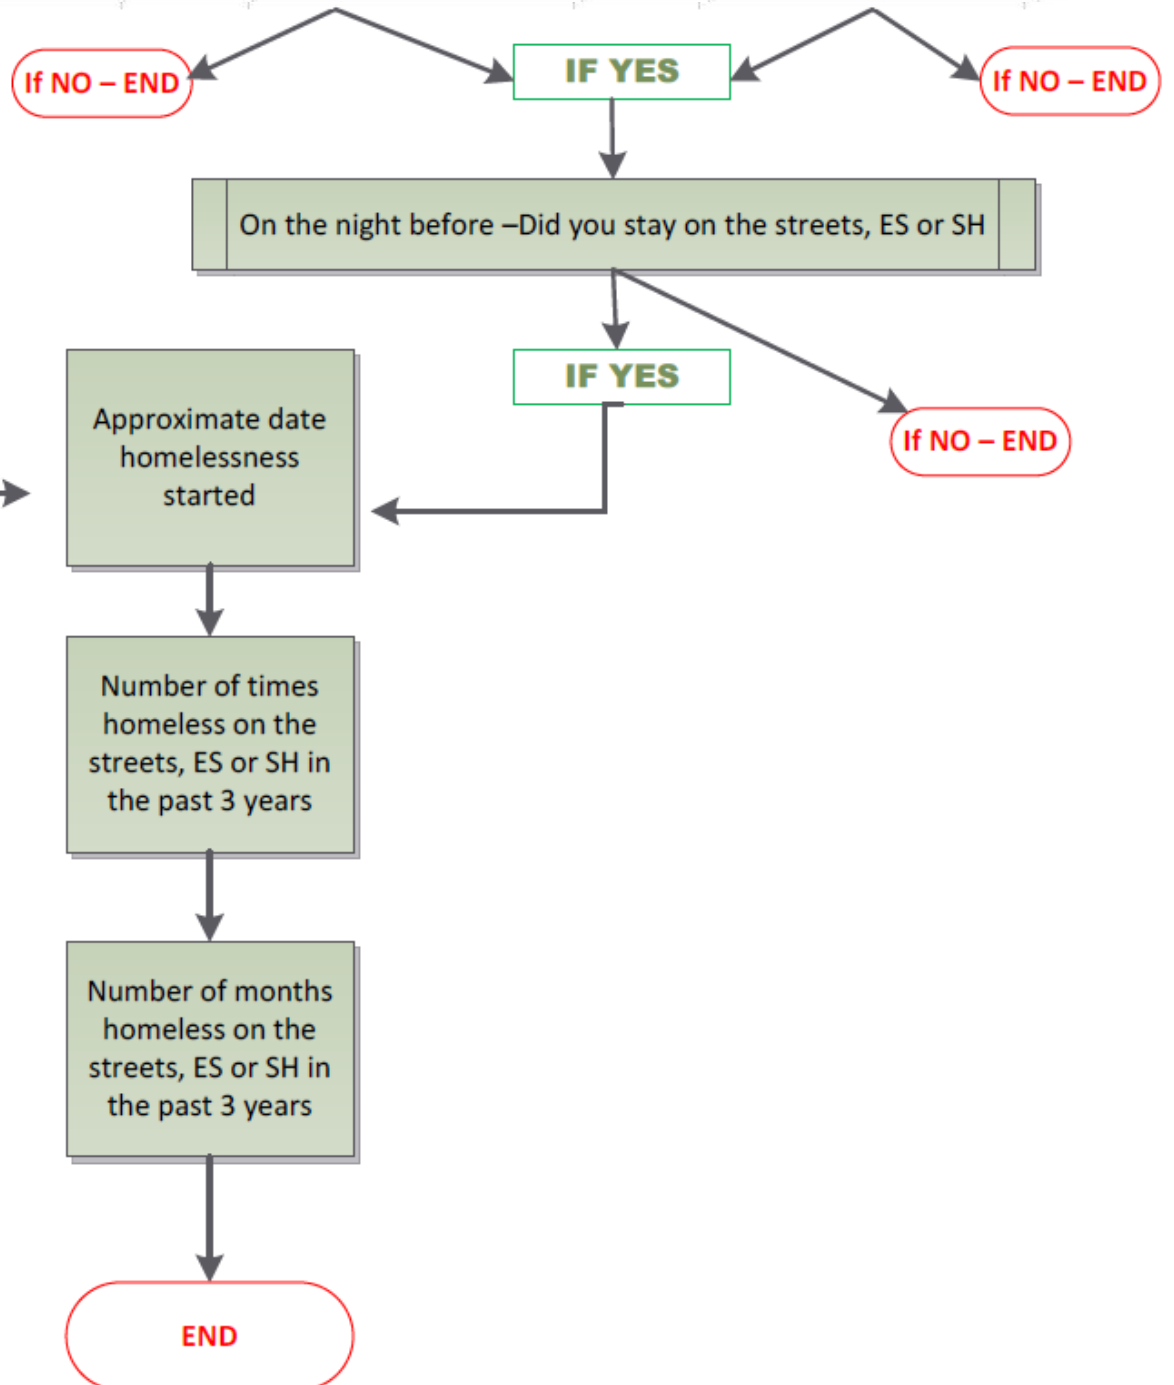 If NO – END
IF YES
If NO – END
On the night before –Did you stay on the streets, ES or SH
IF YES
If NO – END
Approximate date
homelessness
started
Number of times
homeless on the
streets, ES or SH in
the past 3 years
Number of months
homeless on the
streets, ES or SH in
the past 3 years
END